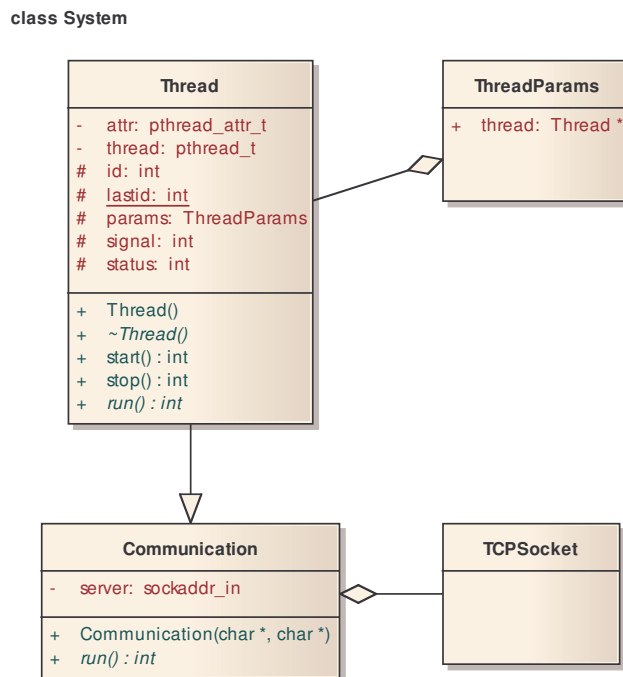 class System
Thread
- attr: pthread_attr_t
- thread: pthread_t
# id: int
# lastid: int
# params: ThreadParams
# signal: int
# status: int
+ Thread()
+ ~Thread()
+ start() : int
+ stop() : int
+ run() : int
ThreadParams
+ thread: Thread *
Communication
- server: sockaddr_in
+ Communication(char *, char *)
+ run() : int
TCPSocket